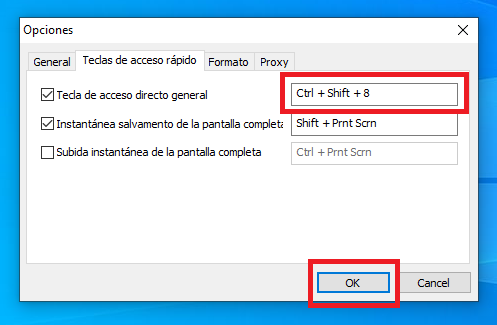 Opciones
General Teclas de acceso rápido Formato Proxy
Tecla de acceso directo general Ctrl + Shift + 8
Instantánea salvamento de la pantalla completa Shift + Prnt Scrn
Subida instantánea de la pantalla completa Ctrl + Prnt Scrn
OK Cancel